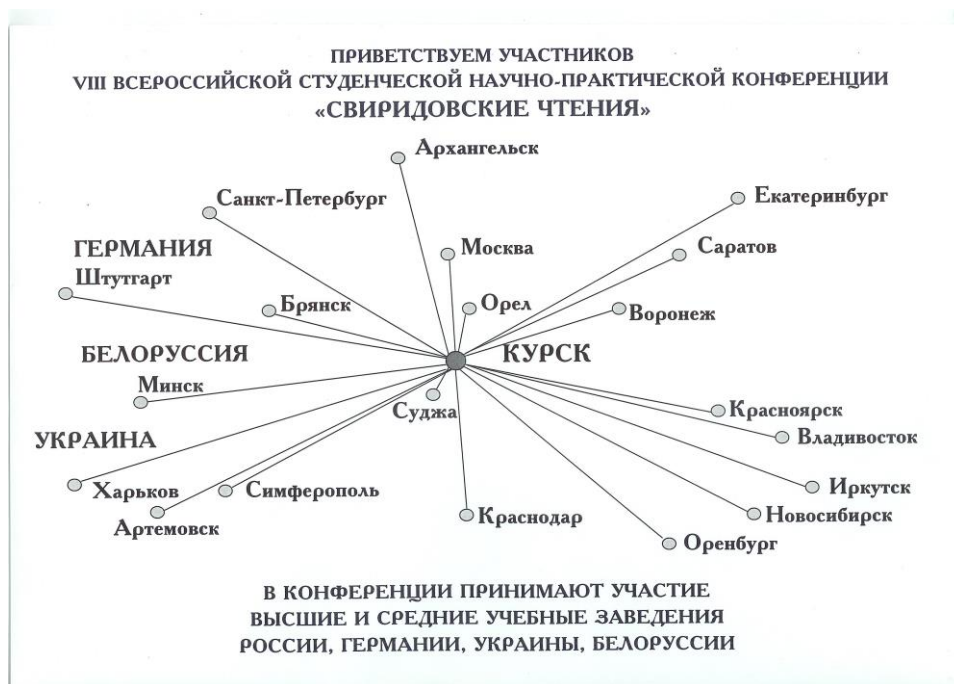 ПРИВЕТСТВУЕМ УЧАСТНИКОВ
VIII ВСЕРОССИЙСКОЙ СТУДЕНЧЕСКОЙ НАУЧНО-ПРАКТИЧЕСКОЙ КОНФЕРЕНЦИИ
«СВИРИДОВСКИЕ ЧТЕНИЯ»
Архангельск
Санкт-Петербург
Екатеринбург
ГЕРМАНИЯ
Москва
Саратов
Штутгарт
Брянск
Орел
Воронеж
БЕЛОРУССИЯ
КУРСК
Минск
Суджа
Красноярск
УКРАИНА
Владивосток
Харьков
Симферополь
Иркутск
Артемовск
Краснодар
Новосибирск
Оренбург
В КОНФЕРЕНЦИИ ПРИНИМАЮТ УЧАСТИЕ
ВЫСШИЕ И СРЕДНИЕ УЧЕБНЫЕ ЗАВЕДЕНИЯ
РОССИИ, ГЕРМАНИИ, УКРАИНЫ, БЕЛОРУССИИ